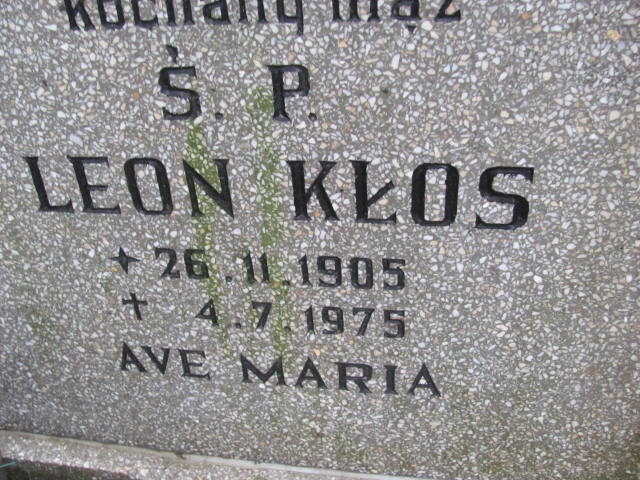 kochany mąż
Ś. P.
LEON KŁOS
26.11.1905
✝ 4.7.1975
AVE MARIA